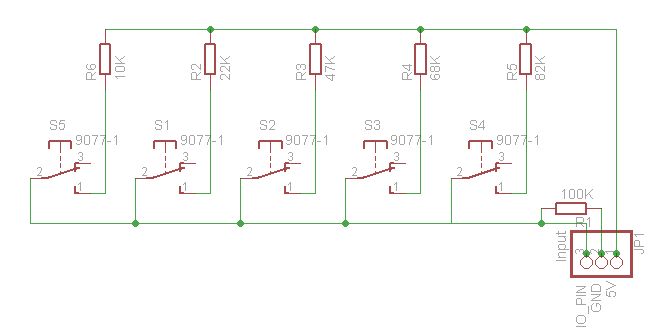 R6 10K R2 22K R3 47K R4 68K R5 82K
S5 S1 S2 S3 S4
9077-1 9077-1 9077-1 9077-1 9077-1
3 3 3 3 3
2 2 2 2 2
1 1 1 1 1
100K
R1
Input 3 2 1 JP1
IO_PIN GND 5V